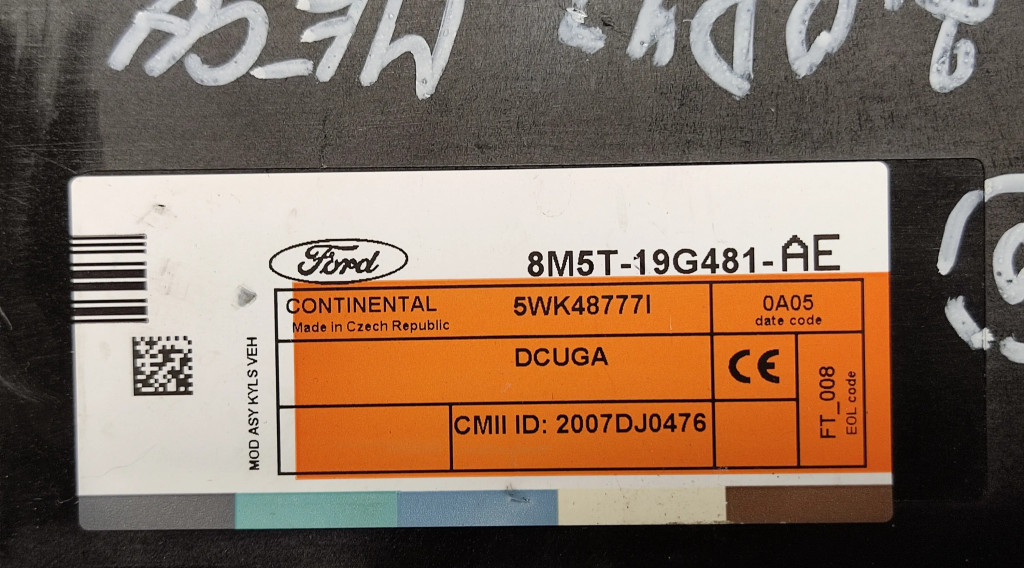 Ford
8M5T-19G481-AE
CONTINENTAL
Made in Czech Republic
5WK48777I
0A05
date code
DCUGA
CE
CMII ID: 2007DJ0476
FT_008
EOL code
MOD ASY KYLS VEH